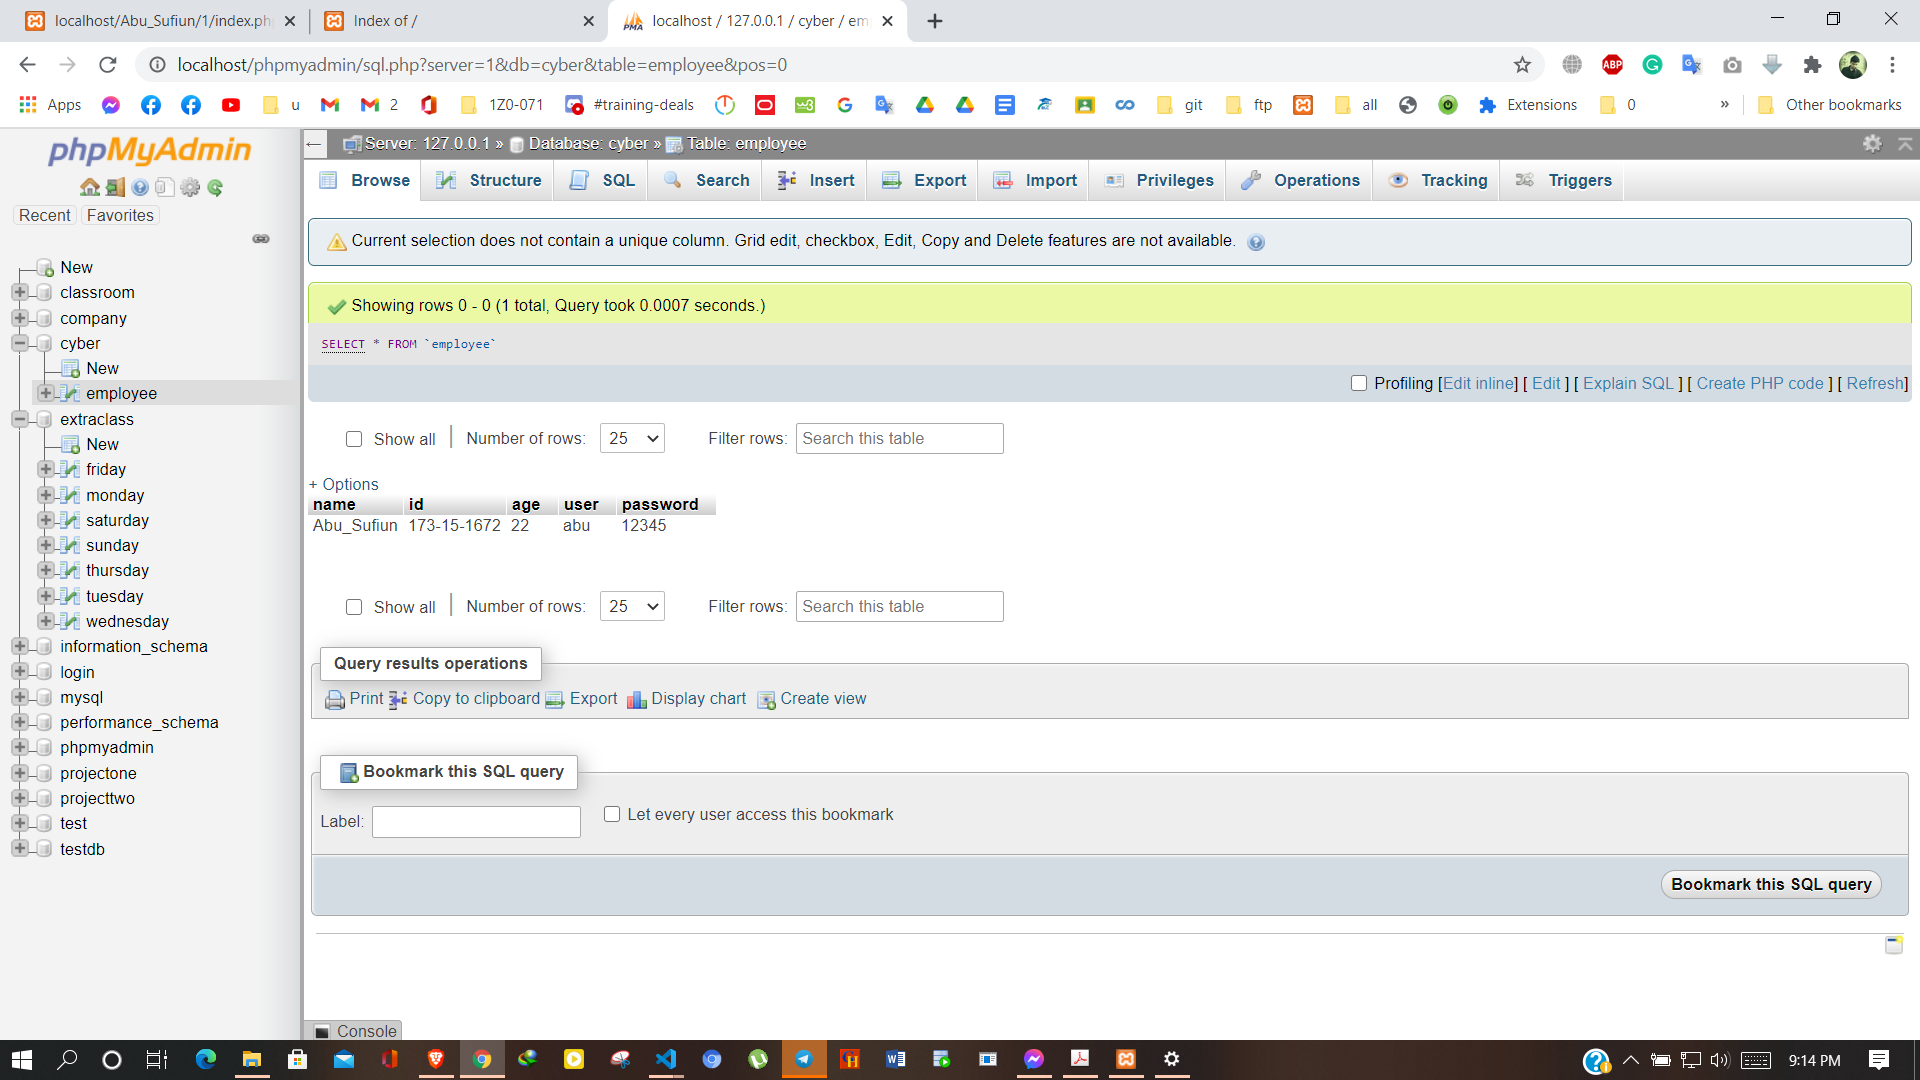 localhost/Abu_Sufiun/1/index.ph
Index of /
localhost / 127.0.0.1 / cyber / em
localhost/phpmyadmin/sql.php?server=1&db=cyber&table=employee&pos=0
Apps u 2 1Z0-071 #training-deals git ftp all Extensions 0 » Other bookmarks
phpMyAdmin
Recent Favorites
New
classroom
company
cyber
New
employee
extraclass
New
friday
monday
saturday
sunday
thursday
tuesday
wednesday
information_schema
login
mysql
performance_schema
phpmyadmin
projectone
projecttwo
test
testdb
Server: 127.0.0.1 » Database: cyber » Table: employee
Browse Structure SQL Search Insert Export Import Privileges Operations Tracking Triggers
Current selection does not contain a unique column. Grid edit, checkbox, Edit, Copy and Delete features are not available.
Showing rows 0 - 0 (1 total, Query took 0.0007 seconds.)
SELECT * FROM `employee`
Profiling [Edit inline] [ Edit ] [ Explain SQL ] [ Create PHP code ] [ Refresh]
Show all | Number of rows: 25 Filter rows: Search this table
+ Options
name id age user password
Abu_Sufiun 173-15-1672 22 abu 12345
Show all | Number of rows: 25 Filter rows: Search this table
Query results operations
Print Copy to clipboard Export Display chart Create view
Bookmark this SQL query
Label: Let every user access this bookmark
Bookmark this SQL query
Console
9:14 PM